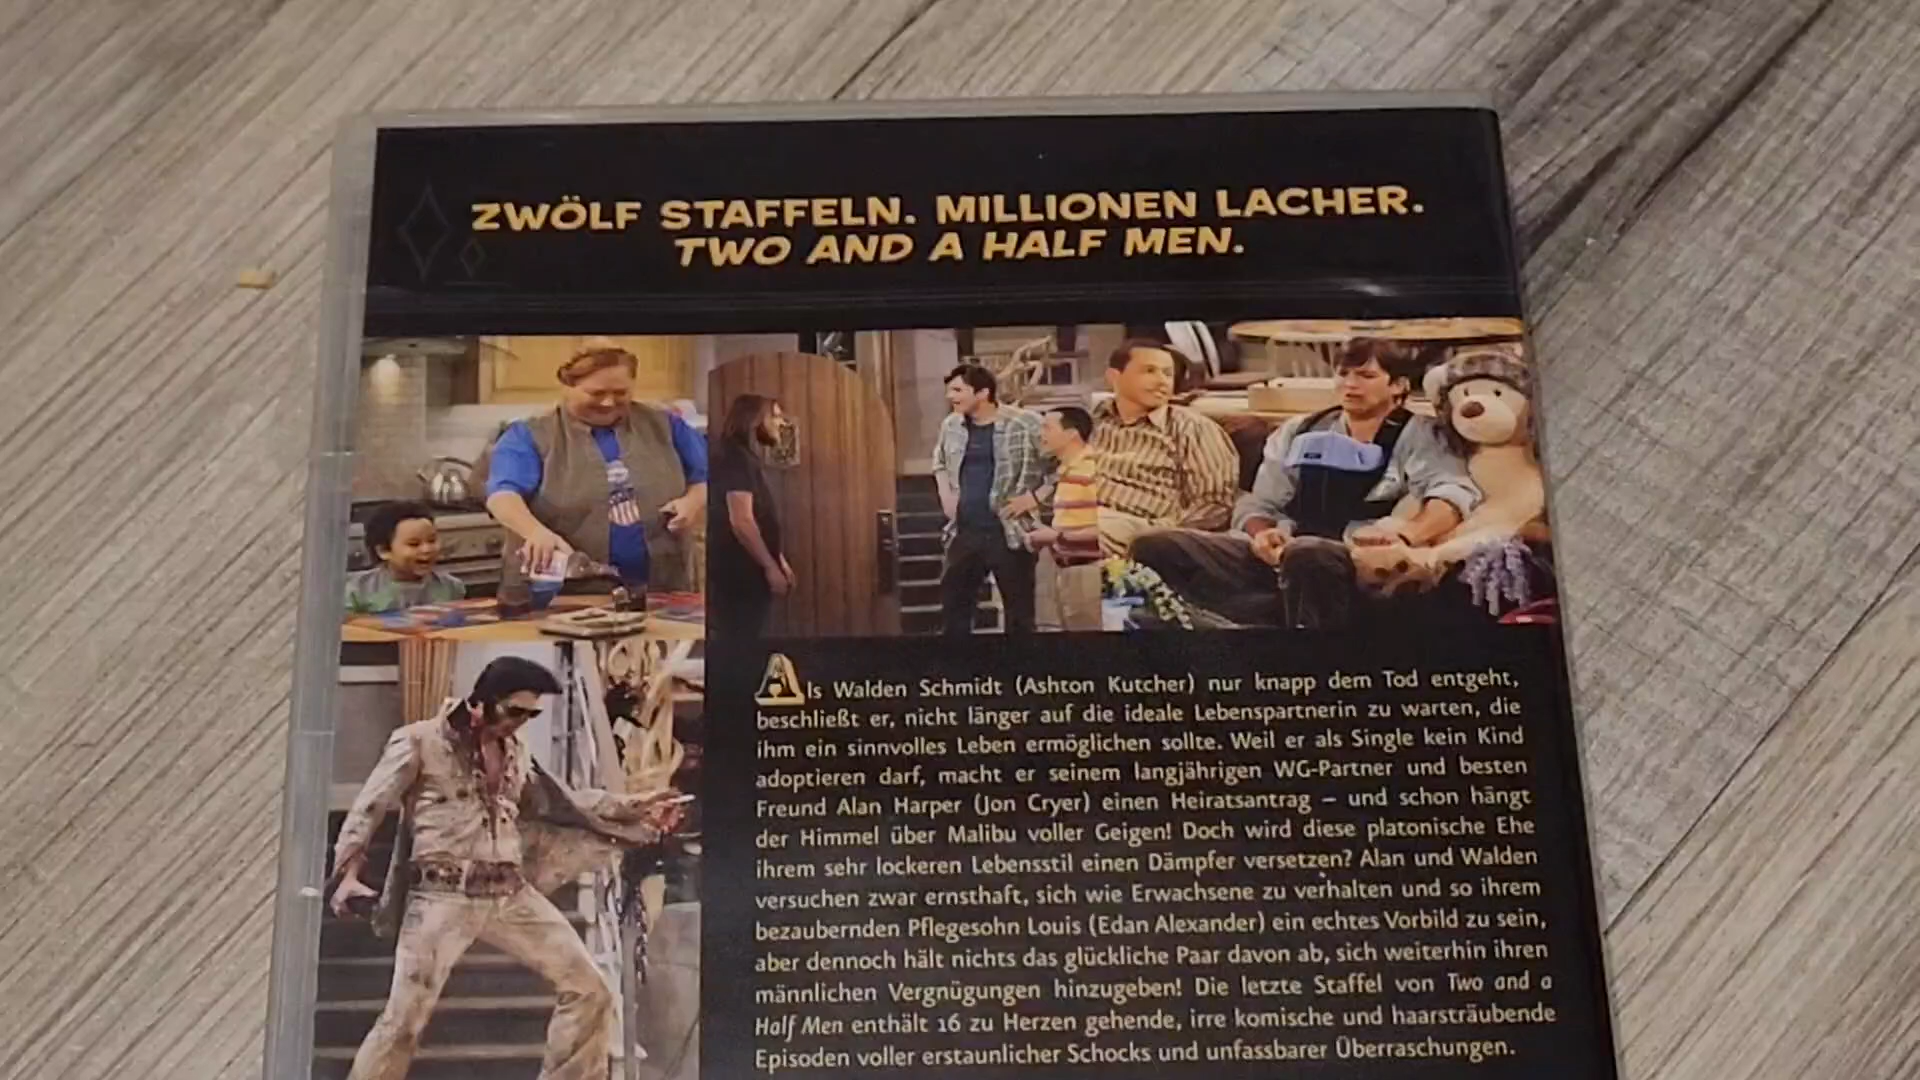 ZWÖLF STAFFELN. MILLIONEN LACHER.
TWO AND A HALF MEN.
Als Walden Schmidt (Ashton Kutcher) nur knapp dem Tod entgeht,
beschließt er, nicht länger auf die ideale Lebenspartnerin zu warten, die
ihm ein sinnvolles Leben ermöglichen sollte. Weil er als Single kein Kind
adoptieren darf, macht er seinem langjährigen WG-Partner und besten
Freund Alan Harper (Jon Cryer) einen Heiratsantrag – und schon hängt
der Himmel über Malibu voller Geigen! Doch wird diese platonische Ehe
ihrem sehr lockeren Lebensstil einen Dämpfer versetzen? Alan und Walden
versuchen zwar ernsthaft, sich wie Erwachsene zu verhalten und so ihrem
bezaubernden Pflegesohn Louis (Edan Alexander) ein echtes Vorbild zu sein,
aber dennoch hält nichts das glückliche Paar davon ab, sich weiterhin ihren
männlichen Vergnügungen hinzugeben! Die letzte Staffel von Two and a
Half Men enthält 16 zu Herzen gehende, irre komische und haarsträubende
Episoden voller erstaunlicher Schocks und unfassbarer Überraschungen.